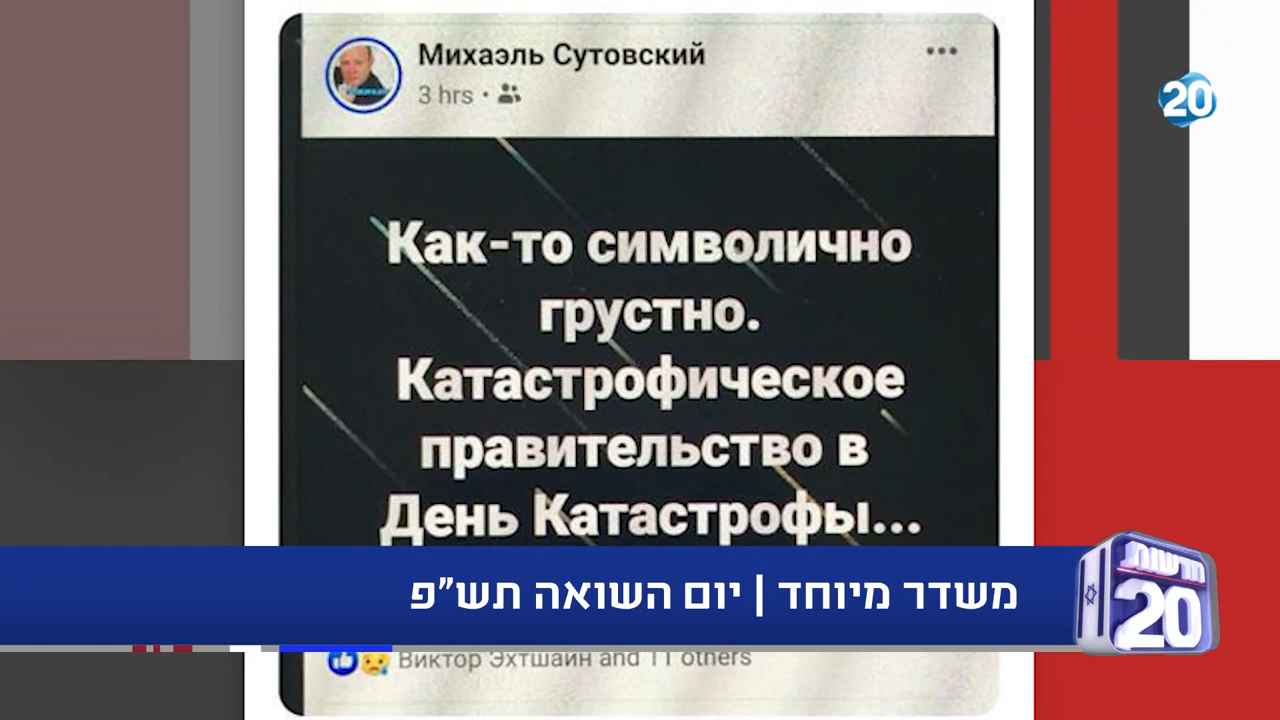 Михаэль Сутовский
3 hrs
20
Как-то символично
грустно.
Катастрофическое
правительство в
День Катастрофы...
משדר מיוחד | יום השואה תש"פ
חדשות
20
Виктор Эхтшаин and 11 others